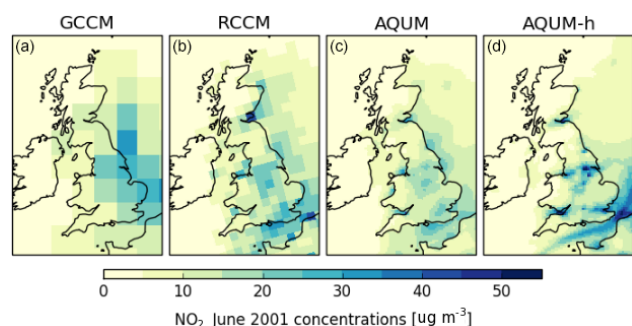 GCCM RCCM AQUM AQUM-h
(a) (b) (c) (d)
0 10 20 30 40 50
NO₂ June 2001 concentrations [ug m⁻³]